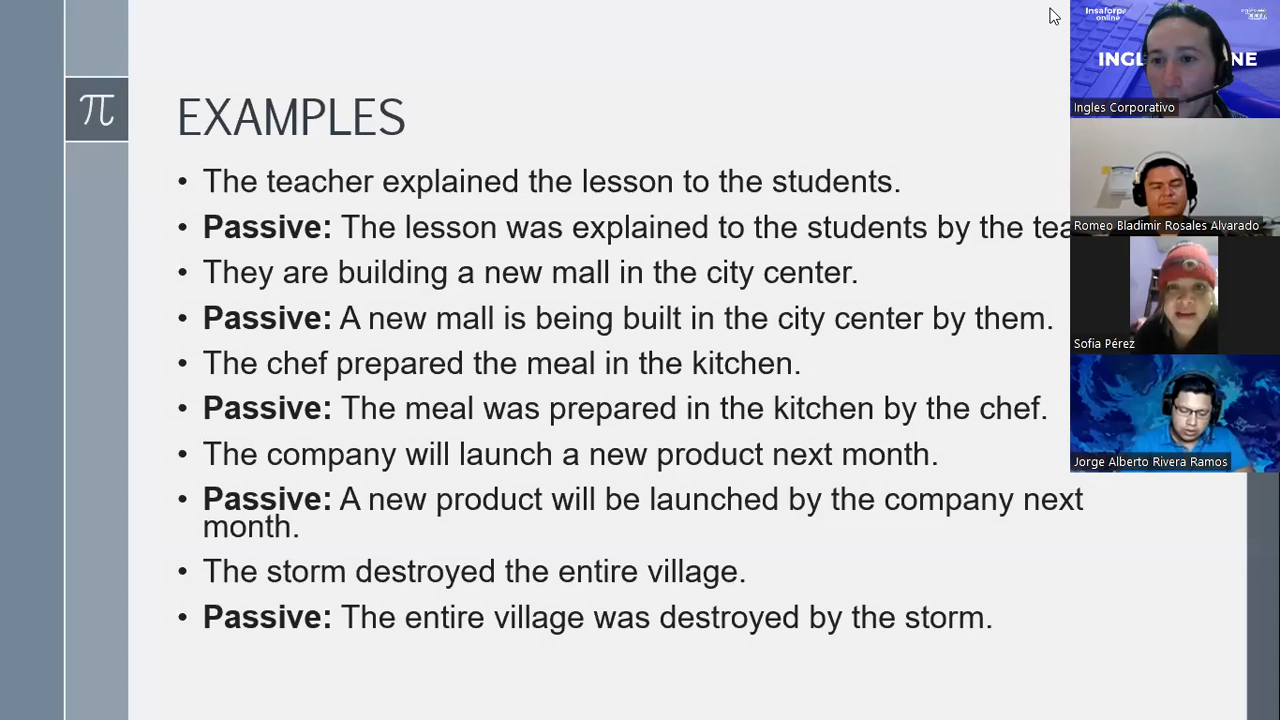 π
EXAMPLES
• The teacher explained the lesson to the students.
• Passive: The lesson was explained to the students by the
• They are building a new mall in the city center.
• Passive: A new mall is being built in the city center by them.
• The chef prepared the meal in the kitchen.
• Passive: The meal was prepared in the kitchen by the chef.
• The company will launch a new product next month.
• Passive: A new product will be launched by the company next
month.
• The storm destroyed the entire village.
• Passive: The entire village was destroyed by the storm.
Insaforp
online
Ingles Corporativo
Romeo Bladimir Rosales Alvarado
Sofia Pérez
Jorge Alberto Rivera Ramos